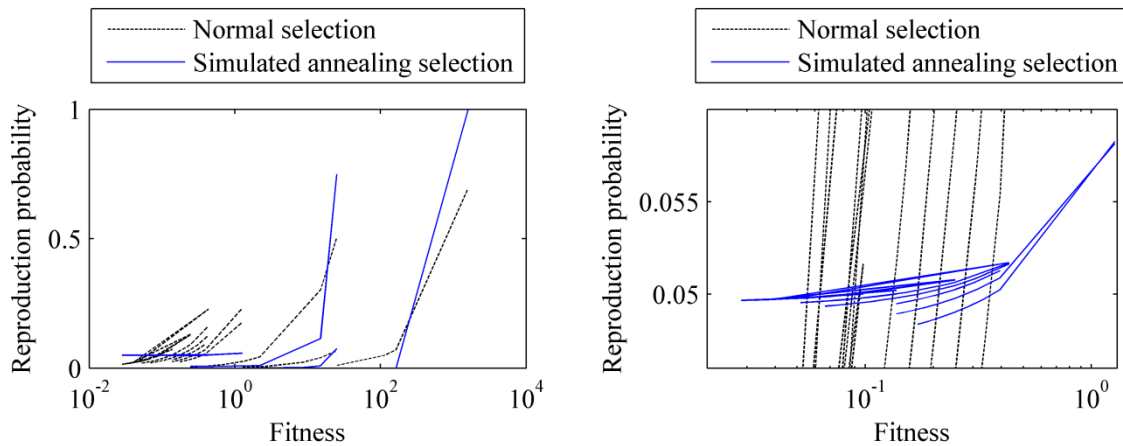 Normal selection
Simulated annealing selection
Reproduction probability
1
0.5
0
10^-2
10^0
10^2
10^4
Fitness
Normal selection
Simulated annealing selection
Reproduction probability
0.055
0.05
10^-1
10^0
Fitness